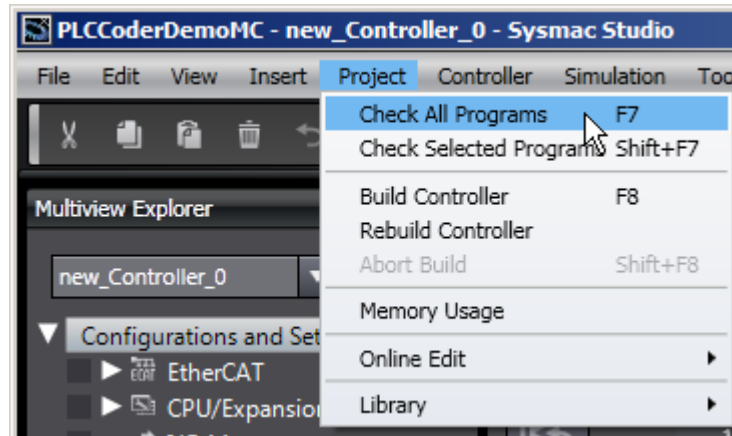 PLCCoderDemoMC - new_Controller_0 - Sysmac Studio
File Edit View Insert Project Controller Simulation
Check All Programs F7
Check Selected Programs Shift+F7
Multiview Explorer
Build Controller F8
Rebuild Controller
new_Controller_0
Abort Build Shift+F8
Memory Usage
Configurations and Set
EtherCAT
Online Edit
CPU/Expansion
Library